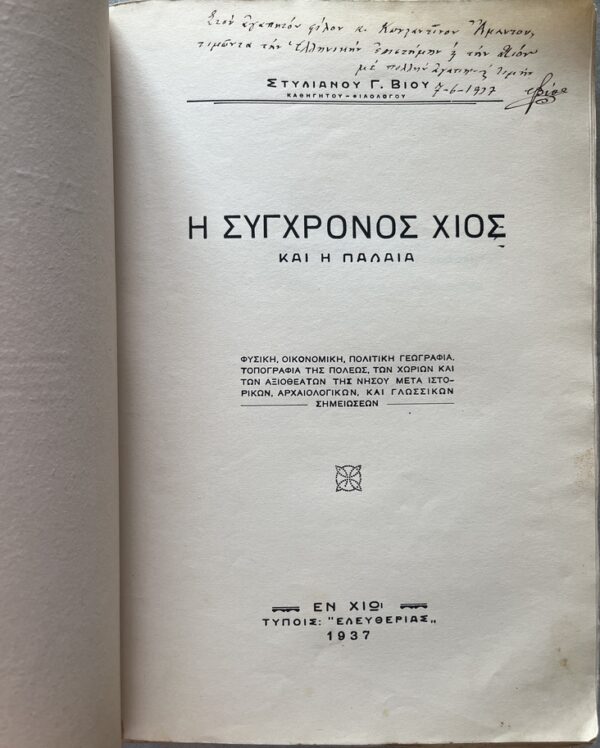 Στὸν ἀγαπητὸν φίλον κ. Κωνσταντῖνον Ἄμαντον,
τιμῶντα τὴν Ἑλληνικὴν ἐπιστήμην ἐ τὴν
μὲ πολλὴν ἀγάπην ἐ τιμὴν
ΣΤΥΛΙΑΝΟΥ Γ. ΒΙΟΥ 7-6-1937
ΚΑΘΗΓΗΤΟΥ-ΦΙΛΟΛΟΓΟΥ
Η ΣΥΓΧΡΟΝΟΣ ΧΙΟΣ
ΚΑΙ Η ΠΑΛΑΙΑ
ΦΥΣΙΚΗ, ΟΙΚΟΝΟΜΙΚΗ, ΠΟΛΙΤΙΚΗ ΓΕΩΓΡΑΦΙΑ.
ΤΟΠΟΓΡΑΦΙΑ ΤΗΣ ΠΟΛΕΩΣ, ΤΩΝ ΧΩΡΙΩΝ ΚΑΙ
ΤΩΝ ΑΞΙΟΘΕΑΤΩΝ ΤΗΣ ΝΗΣΟΥ ΜΕΤΑ ΙΣΤΟ-
ΡΙΚΩΝ, ΑΡΧΑΙΟΛΟΓΙΚΩΝ, ΚΑΙ ΓΛΩΣΣΙΚΩΝ
ΣΗΜΕΙΩΣΕΩΝ
ΕΝ ΧΙΩΙ
ΤΥΠΟΙΣ: "ΕΛΕΥΘΕΡΙΑΣ„
1937